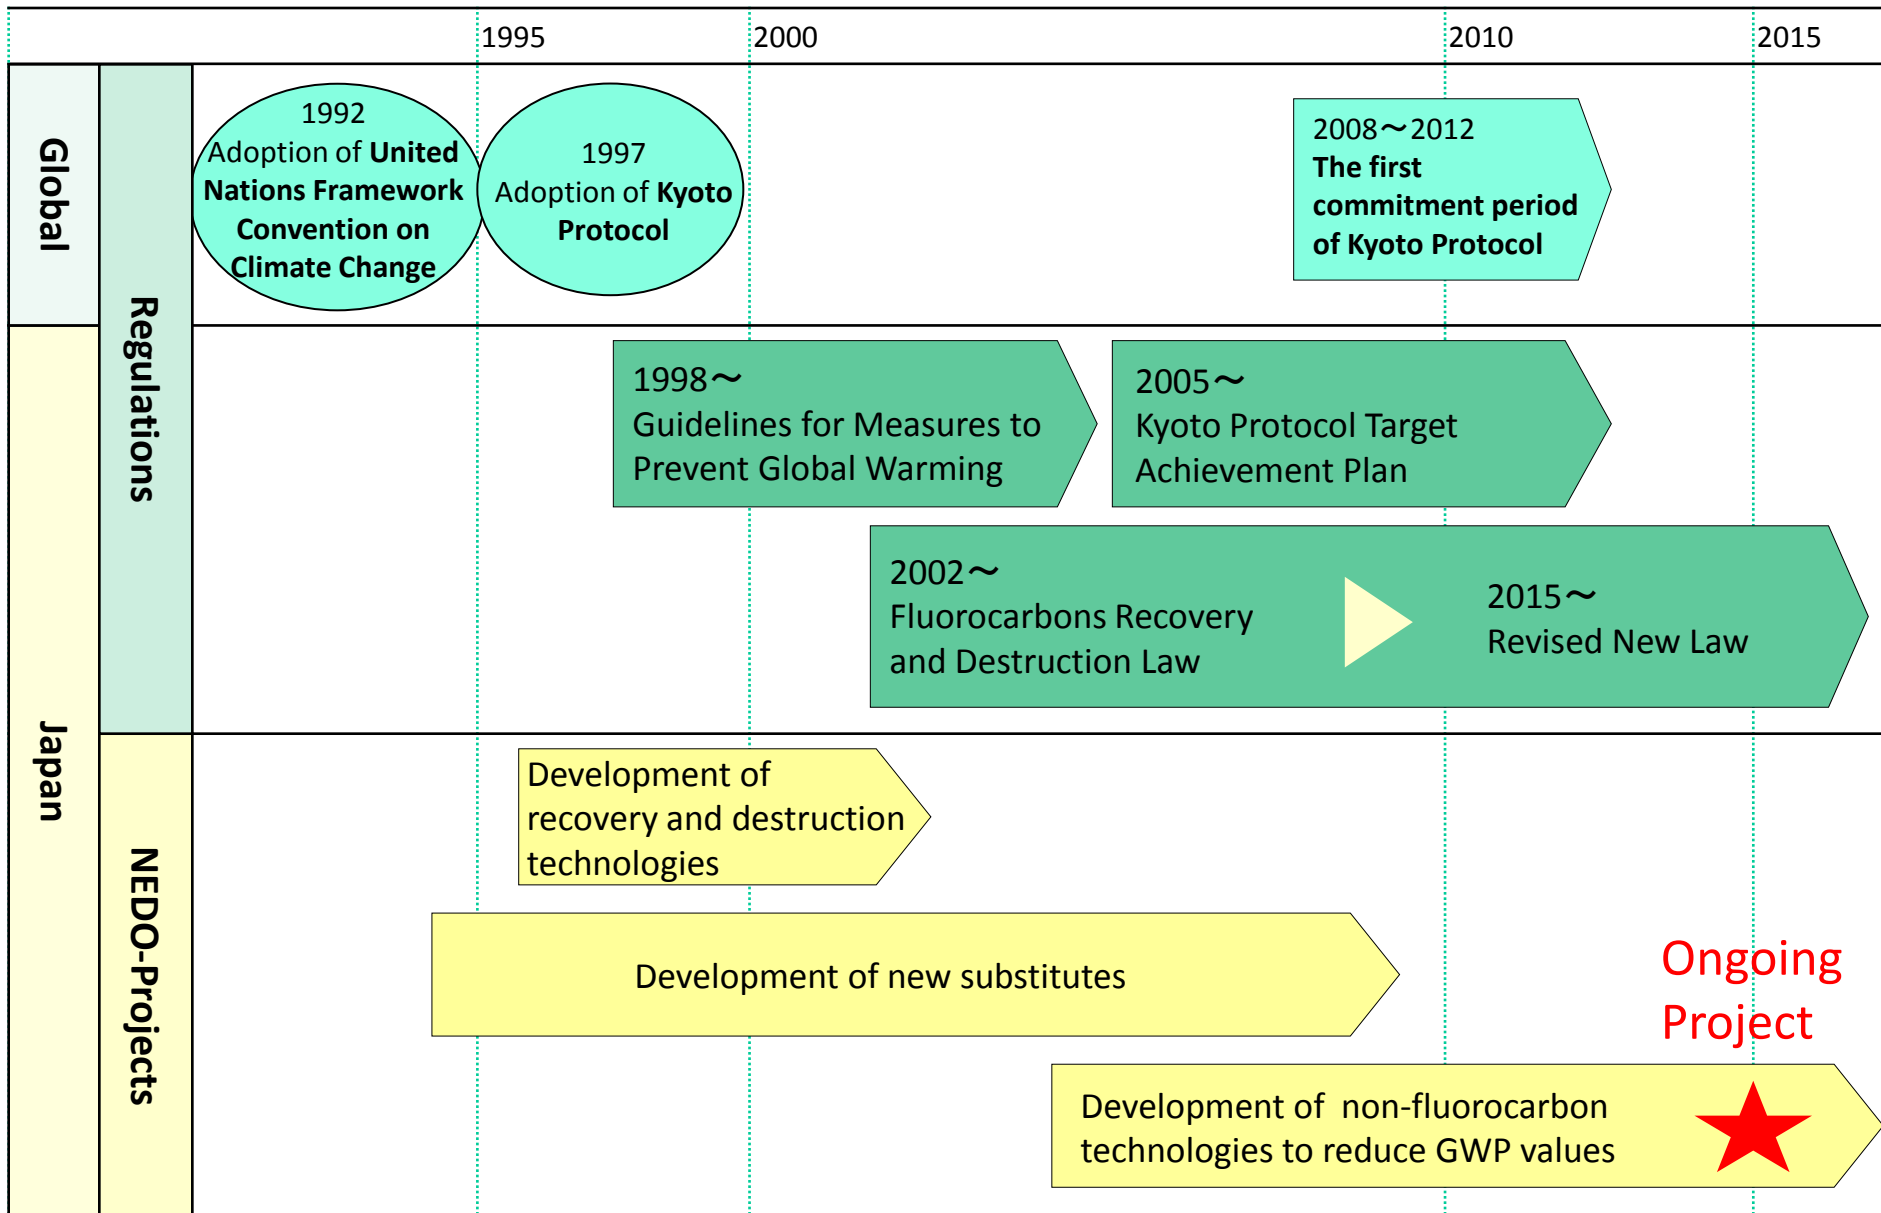 1995
2000
2010
2015
Global
Regulations
1992
Adoption of United
Nations Framework
Convention on
Climate Change
1997
Adoption of Kyoto
Protocol
2008～2012
The first
commitment period
of Kyoto Protocol
Japan
1998～
Guidelines for Measures to
Prevent Global Warming
2005～
Kyoto Protocol Target
Achievement Plan
2002～
Fluorocarbons Recovery
and Destruction Law
2015～
Revised New Law
NEDO-Projects
Development of
recovery and destruction
technologies
Development of new substitutes
Ongoing
Project
Development of non-fluorocarbon
technologies to reduce GWP values